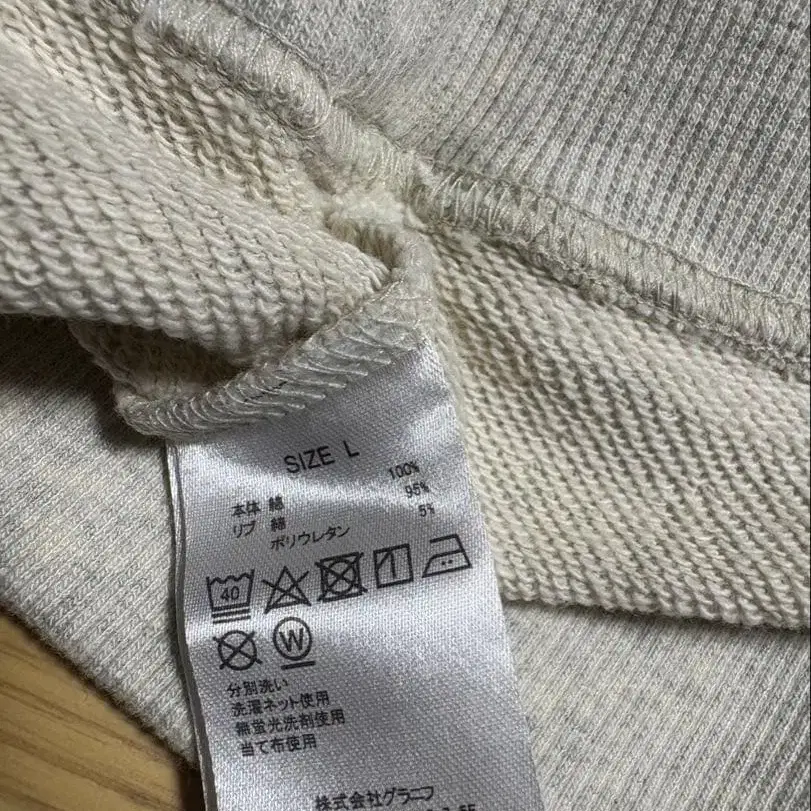 SIZE L
本体 綿 100%
リブ 綿 95%
ポリウレタン 5%
40
W
分別洗い
洗濯ネット使用
無蛍光洗剤使用
当て布使用
株式会社グラニフ